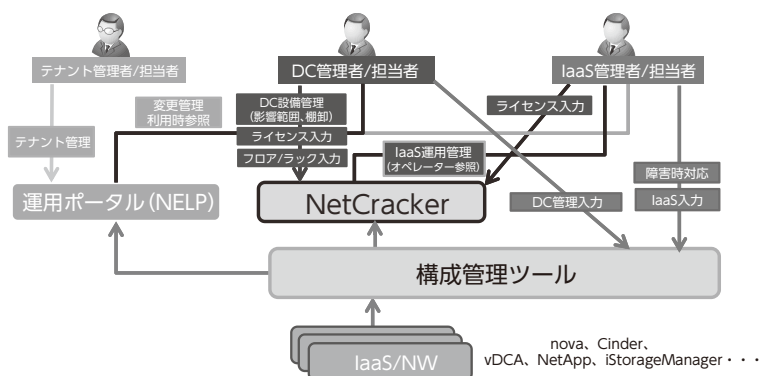 テナント管理者/担当者
DC管理者/担当者
IaaS管理者/担当者
変更管理
利用時参照
DC設備管理
(影響範囲、棚卸)
ライセンス入力
テナント管理
ライセンス入力
フロア/ラック入力
IaaS運用管理
(オペレーター参照)
障害時対応
運用ポータル(NELP)
NetCracker
DC管理入力
IaaS入力
構成管理ツール
IaaS/NW
nova、Cinder、
vDCA、NetApp、iStorageManager・・・